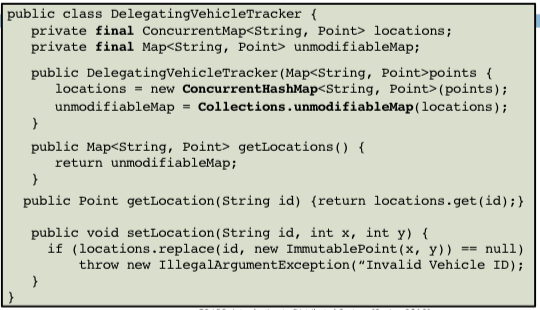 public class DelegatingVehicleTracker {
private final ConcurrentMap<String, Point> locations;
private final Map<String, Point> unmodifiableMap;
public DelegatingVehicleTracker(Map<String, Point>points {
locations = new ConcurrentHashMap<String, Point>(points);
unmodifiableMap = Collections.unmodifiableMap(locations);
}
public Map<String, Point> getLocations() {
return unmodifiableMap;
}
public Point getLocation(String id) {return locations.get(id);}
public void setLocation(String id, int x, int y) {
if (locations.replace(id, new ImmutablePoint(x, y)) == null)
throw new IllegalArgumentException(“Invalid Vehicle ID);
}
}